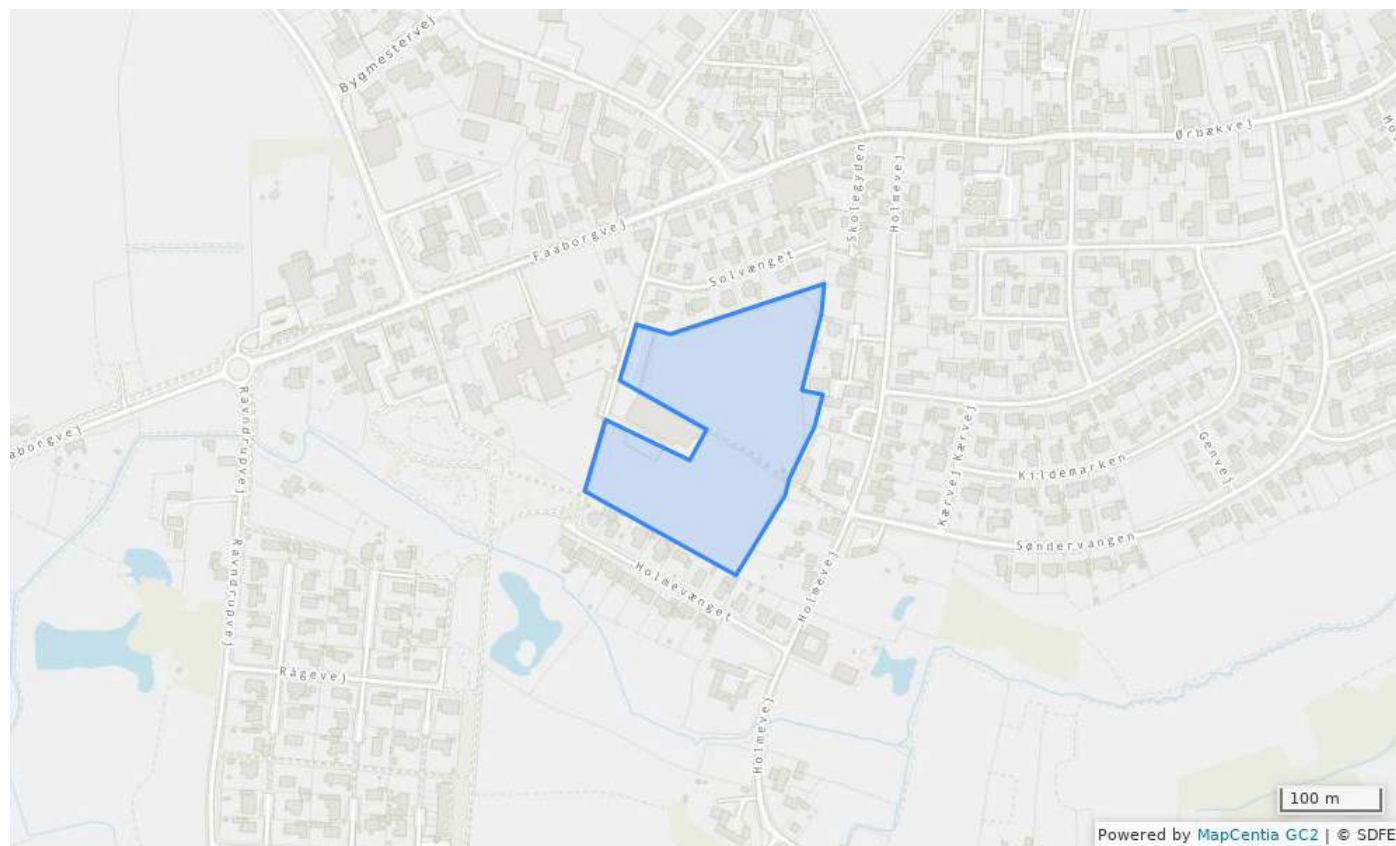 Bygmestervej
Ørbækvej
Skolegyden
Holmevej
Faaborgvej
Solvænget
Ravndrupvej
aborgvej
Kærvej Kærvej
Genvej
Kildemarken
Søndervangen
Holmevænget
Holmevej
Ravndrupvej
Rågevej
Holmevej
100 m
Powered by MapCentia GC2 | © SDFE